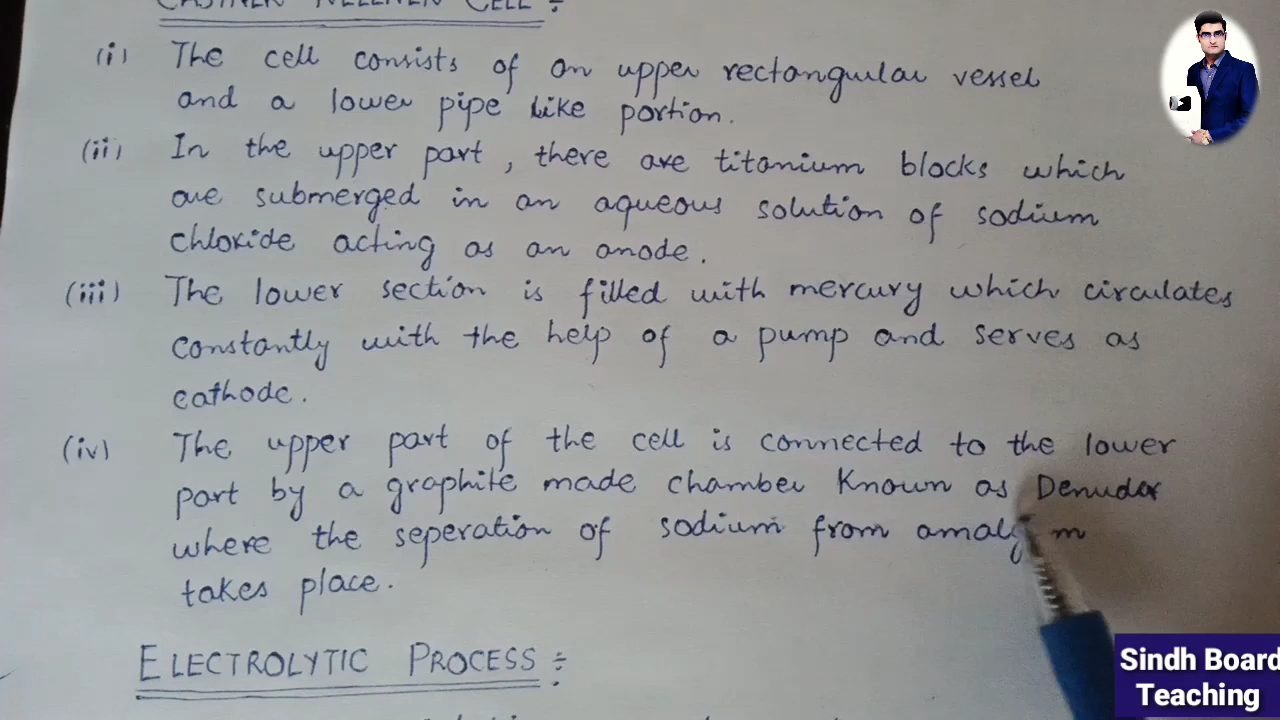 CASTNER KELLNER CELL :
(i) The cell consists of an upper rectangular vessel
and a lower pipe like portion.
(ii) In the upper part, there are titanium blocks which
are submerged in an aqueous solution of sodium
chloride acting as an anode.
(iii) The lower section is filled with mercury which circulates
constantly with the help of a pump and serves as
cathode.
(iv) The upper part of the cell is connected to the lower
part by a graphite made chamber Known as Denudar
where the seperation of sodium from
takes place.
ELECTROLYTIC PROCESS :
Sindh Board
Teaching